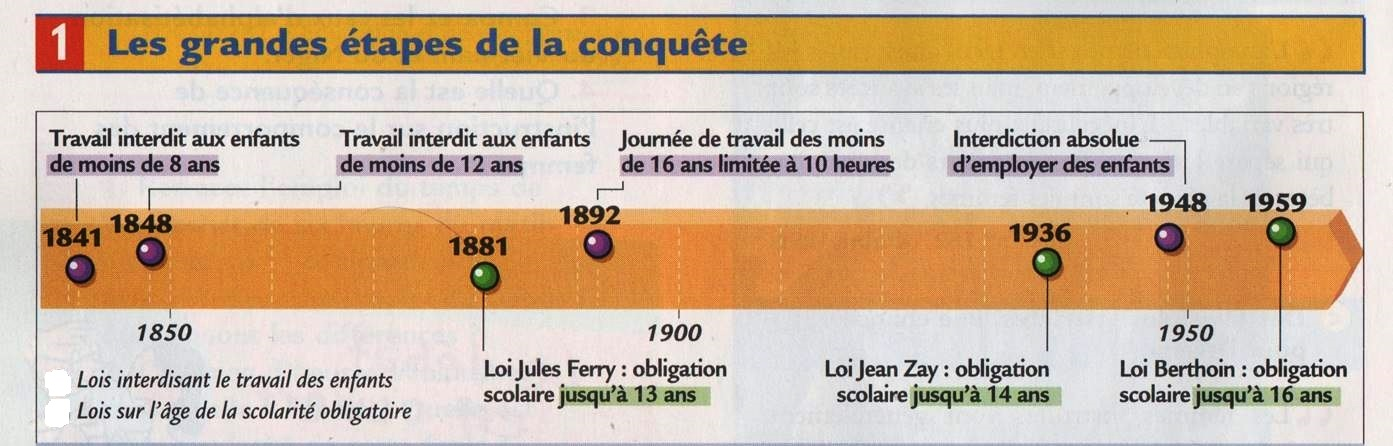 1 Les grandes étapes de la conquête
Travail interdit aux enfants
de moins de 8 ans
Travail interdit aux enfants
de moins de 12 ans
Journée de travail des moins
de 16 ans limitée à 10 heures
Interdiction absolue
d'employer des enfants
1841
1848
1881
1892
1936
1948
1959
1850
1900
1950
Loi Jules Ferry : obligation
scolaire jusqu'à 13 ans
Loi Jean Zay : obligation
scolaire jusqu'à 14 ans
Loi Berthoin : obligation
scolaire jusqu'à 16 ans
Lois interdisant le travail des enfants
Lois sur l'âge de la scolarité obligatoire